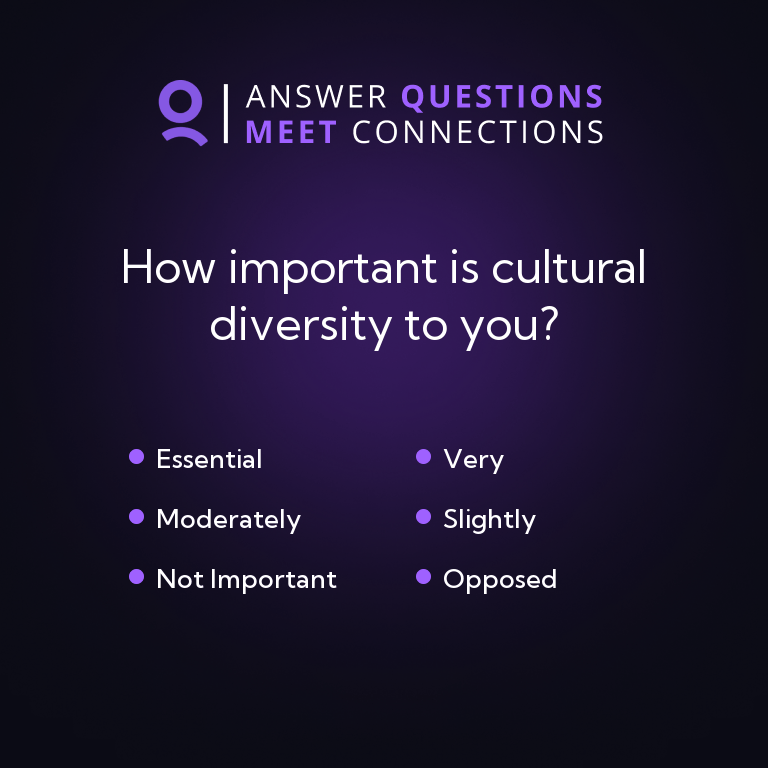 ANSWER QUESTIONS
MEET CONNECTIONS
How important is cultural
diversity to you?
Essential
Very
Moderately
Slightly
Not Important
Opposed